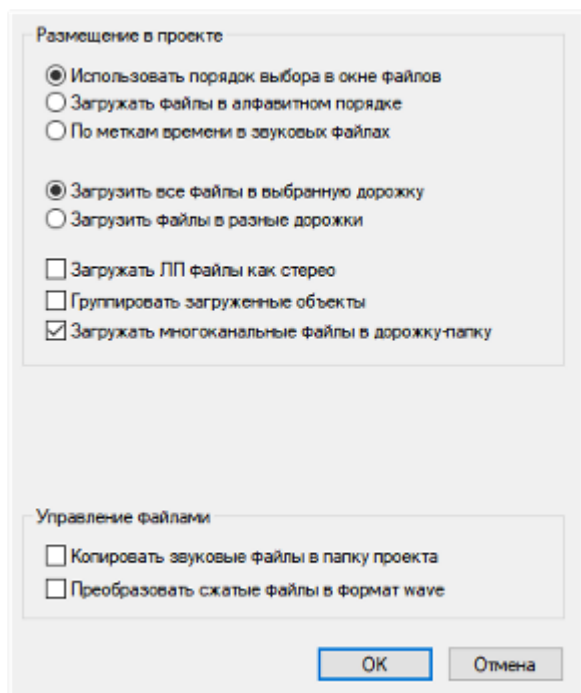 Размещение в проекте
Использовать порядок выбора в окне файлов
Загружать файлы в алфавитном порядке
По меткам времени в звуковых файлах
Загрузить все файлы в выбранную дорожку
Загрузить файлы в разные дорожки
Загружать ЛП файлы как стерео
Группировать загруженные объекты
Загружать многоканальные файлы в дорожку-папку
Управление файлами
Копировать звуковые файлы в папку проекта
Преобразовать сжатые файлы в формат wave
OK
Отмена